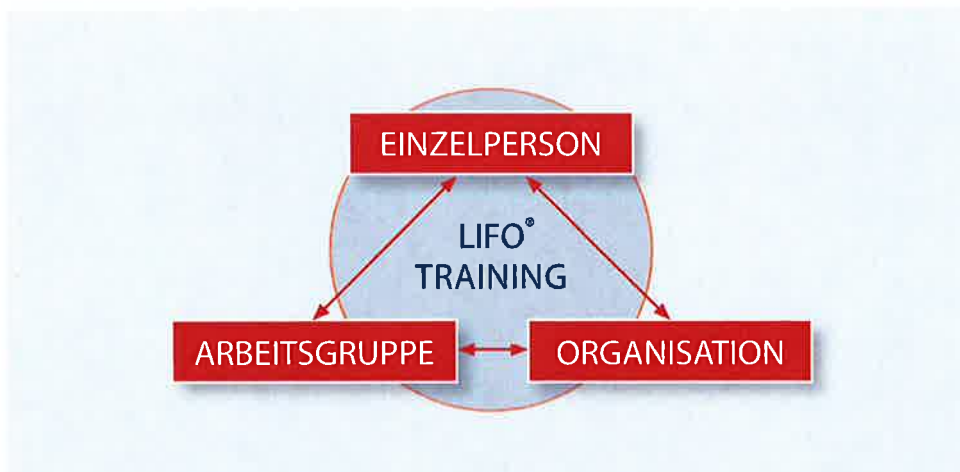 EINZELPERSON
LIFO®
TRAINING
ARBEITSGRUPPE
ORGANISATION